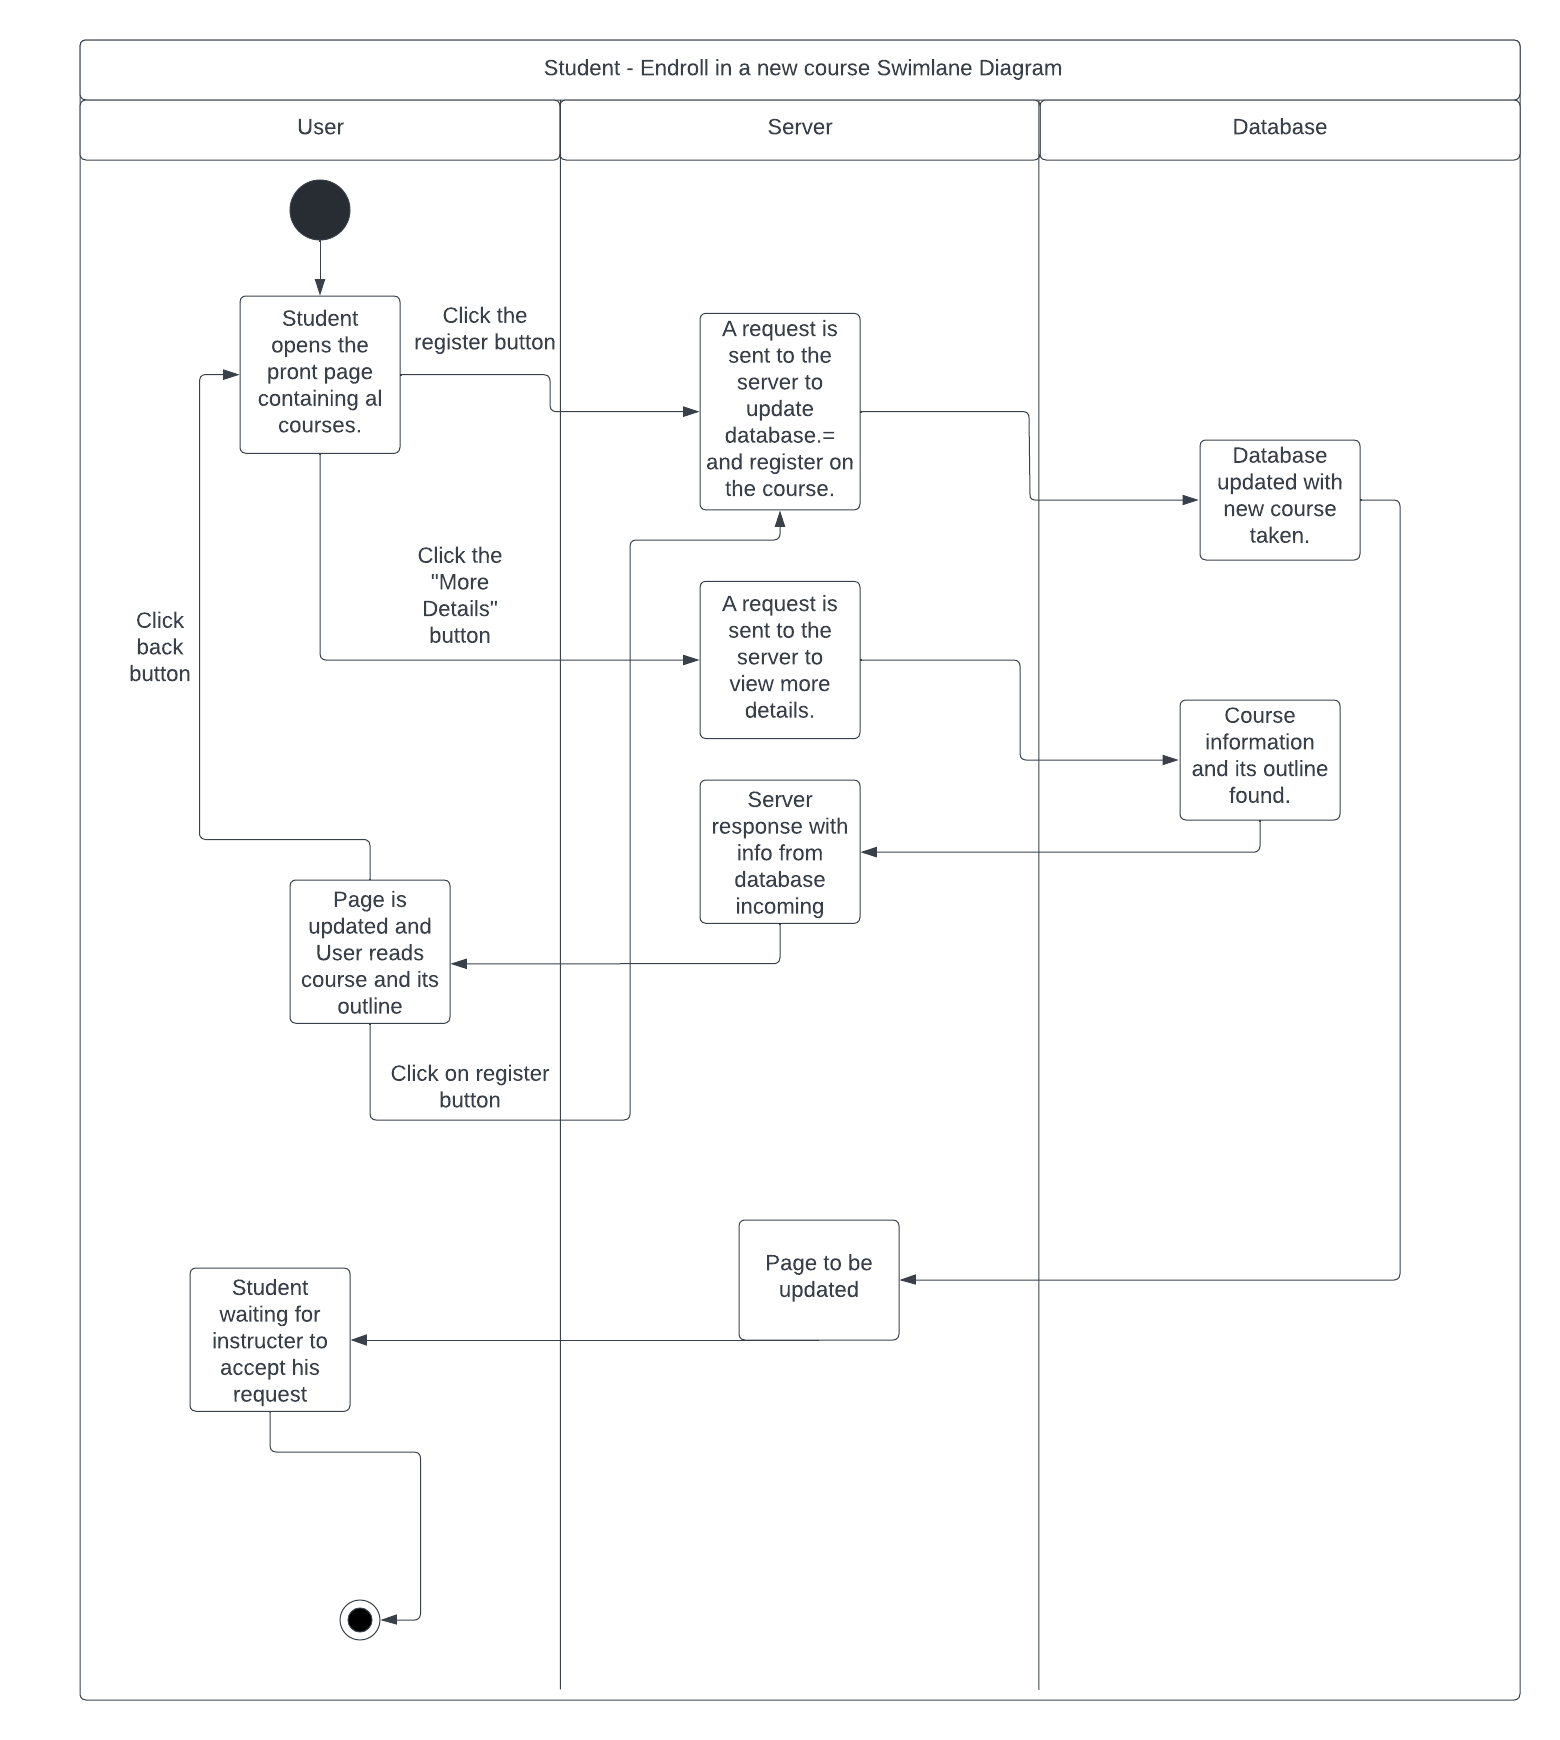 Student - Endroll in a new course Swimlane Diagram
User
Server
Database
Student
opens the
pront page
containing al
courses.
Click the
register button
A request is
sent to the
server to
update
database.=
and register on
the course.
Database
updated with
new course
taken.
Click the
"More
Details"
button
A request is
sent to the
server to
view more
details.
Click
back
button
Course
information
and its outline
found.
Server
response with
info from
database
incoming
Page is
updated and
User reads
course and its
outline
Click on register
button
Page to be
updated
Student
waiting for
instructer to
accept his
request